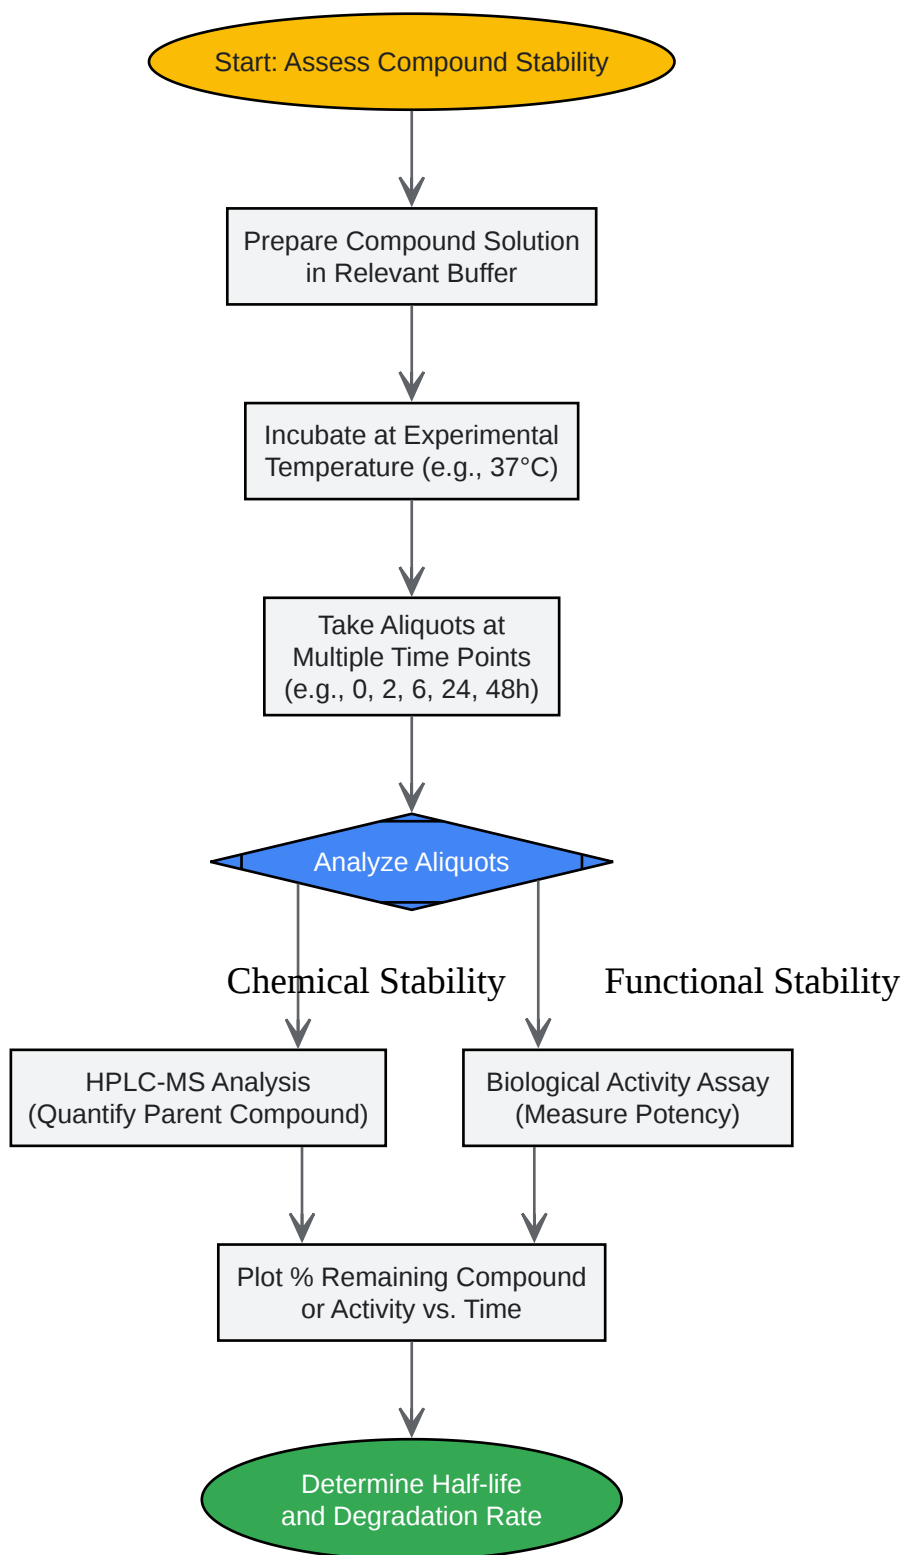 Start: Assess Compound Stability
Prepare Compound Solution
in Relevant Buffer
Incubate at Experimental
Temperature (e.g., 37°C)
Take Aliquots at
Multiple Time Points
(e.g., 0, 2, 6, 24, 48h)
Analyze Aliquots
Chemical Stability
Functional Stability
HPLC-MS Analysis
(Quantify Parent Compound)
Biological Activity Assay
(Measure Potency)
Plot % Remaining Compound
or Activity vs. Time
Determine Half-life
and Degradation Rate